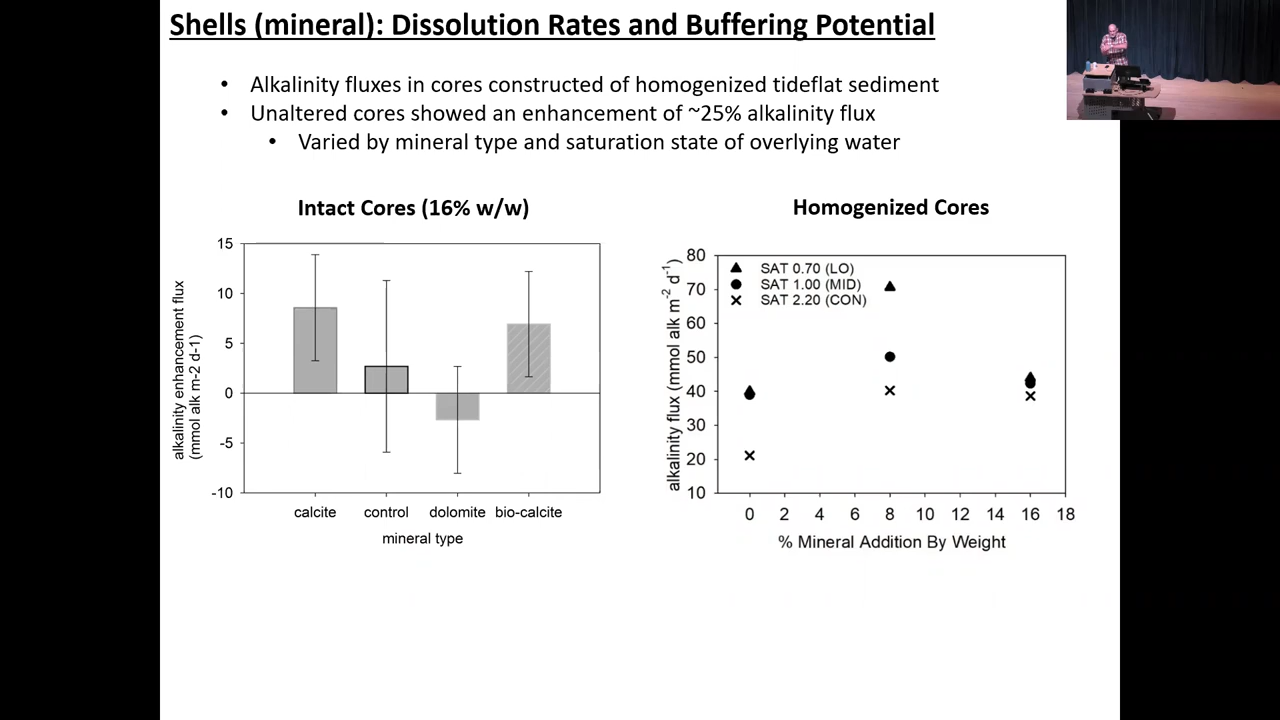 Shells (mineral): Dissolution Rates and Buffering Potential
• Alkalinity fluxes in cores constructed of homogenized tideflat sediment
• Unaltered cores showed an enhancement of ~25% alkalinity flux
• Varied by mineral type and saturation state of overlying water
Intact Cores (16% w/w)
15
10
5
0
-5
-10
alkalinity enhancement flux
(mmol alk m-2 d-1)
calcite control dolomite bio-calcite
mineral type
Homogenized Cores
80
70
60
50
40
30
20
10
alkalinity flux (mmol alk m⁻² d⁻¹)
SAT 0.70 (LO)
SAT 1.00 (MID)
SAT 2.20 (CON)
0 2 4 6 8 10 12 14 16 18
% Mineral Addition By Weight